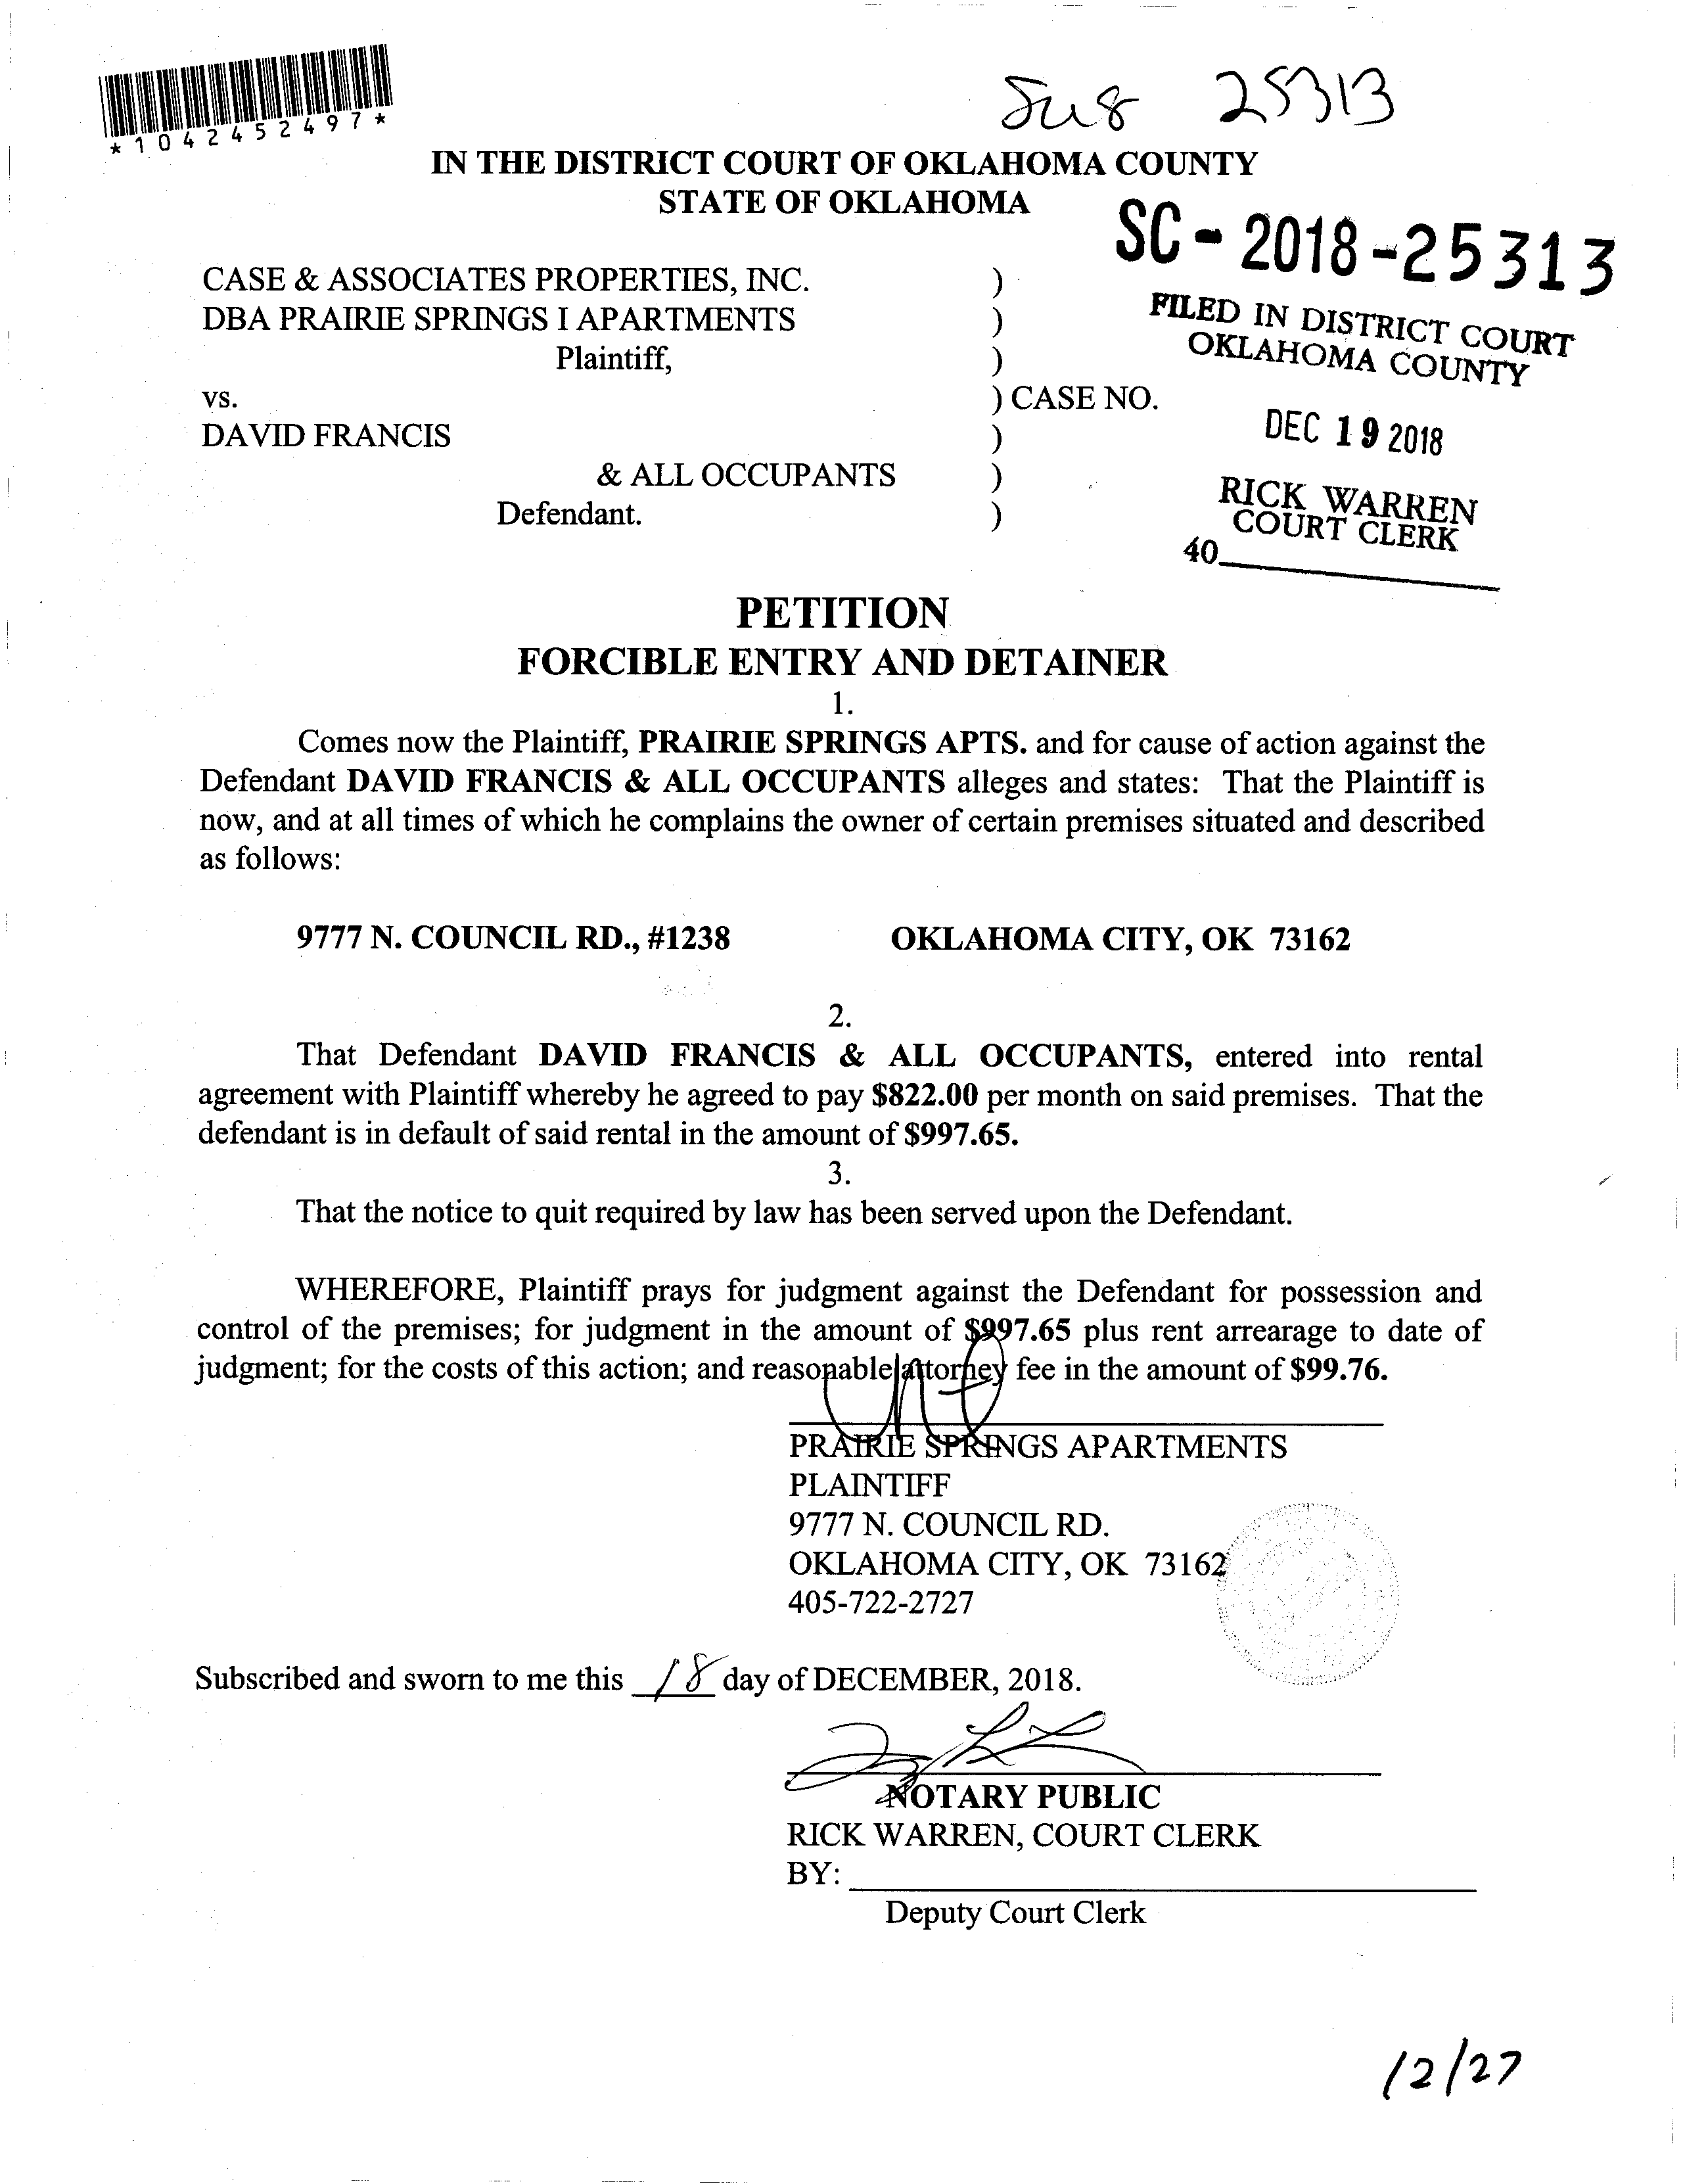 *1042452497*
25313
IN THE DISTRICT COURT OF OKLAHOMA COUNTY
STATE OF OKLAHOMA
SC-2018-25313
FILED IN DISTRICT COURT
OKLAHOMA COUNTY
DEC 19 2018
RICK WARREN
COURT CLERK
40
CASE & ASSOCIATES PROPERTIES, INC. )
DBA PRAIRIE SPRINGS I APARTMENTS )
Plaintiff, )
vs. ) CASE NO.
DAVID FRANCIS )
& ALL OCCUPANTS )
Defendant. )
PETITION
FORCIBLE ENTRY AND DETAINER
1.
Comes now the Plaintiff, PRAIRIE SPRINGS APTS. and for cause of action against the
Defendant DAVID FRANCIS & ALL OCCUPANTS alleges and states: That the Plaintiff is
now, and at all times of which he complains the owner of certain premises situated and described
as follows:
9777 N. COUNCIL RD., #1238 OKLAHOMA CITY, OK 73162
2.
That Defendant DAVID FRANCIS & ALL OCCUPANTS, entered into rental
agreement with Plaintiff whereby he agreed to pay $822.00 per month on said premises. That the
defendant is in default of said rental in the amount of $997.65.
3.
That the notice to quit required by law has been served upon the Defendant.
WHEREFORE, Plaintiff prays for judgment against the Defendant for possession and
control of the premises; for judgment in the amount of $997.65 plus rent arrearage to date of
judgment; for the costs of this action; and reasonable attorney fee in the amount of $99.76.
PRAIRIE SPRINGS APARTMENTS
PLAINTIFF
9777 N. COUNCIL RD.
OKLAHOMA CITY, OK 73162
405-722-2727
Subscribed and sworn to me this 18 day of DECEMBER, 2018.
NOTARY PUBLIC
RICK WARREN, COURT CLERK
BY:
Deputy Court Clerk
12/27